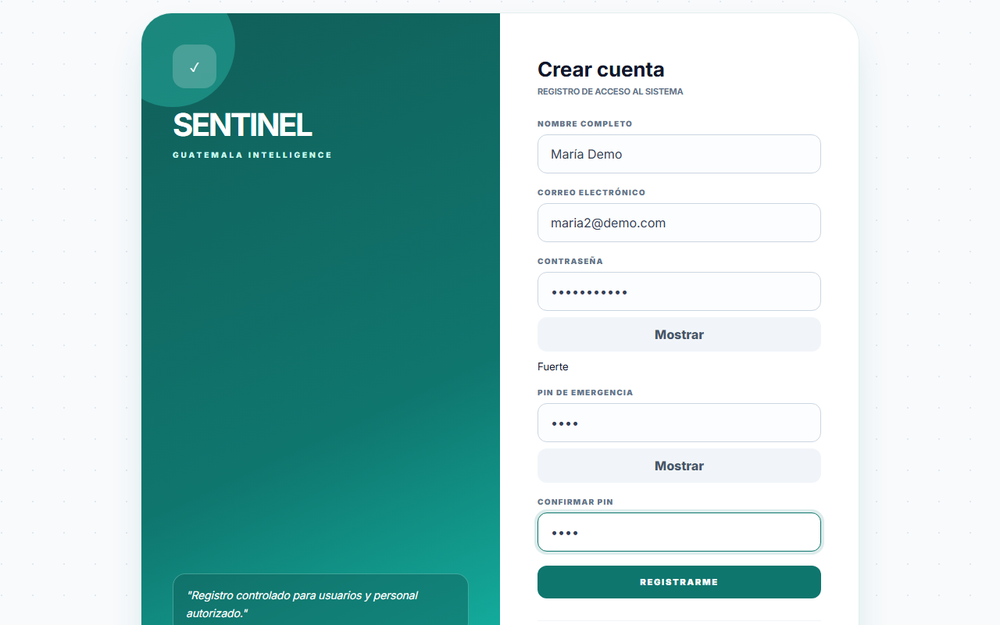 SENTINEL
GUATEMALA INTELLIGENCE
"Registro controlado para usuarios y personal
autorizado."
Crear cuenta
REGISTRO DE ACCESO AL SISTEMA
NOMBRE COMPLETO
María Demo
CORREO ELECTRÓNICO
maria2@demo.com
CONTRASEÑA
•••••••••••
Mostrar
Fuerte
PIN DE EMERGENCIA
••••
Mostrar
CONFIRMAR PIN
••••
REGISTRARME